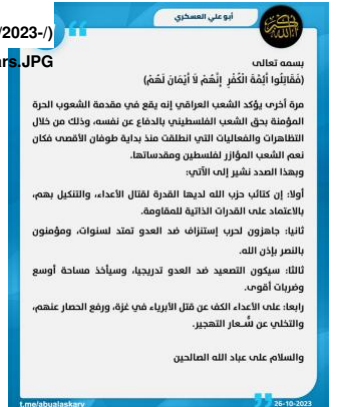 /2023-/)
rs.JPG
أبو علي العسكري
بسمه تعالى
(فَقَاتِلُوا أَئِمَّةَ الْكُفْرِ إِنَّهُمْ لَا أَيْمَانَ لَهُمْ)
مرة أخرى يؤكد الشعب العراقي إنه يقع في مقدمة الشعوب الحرة
المؤمنة بحق الشعب الفلسطيني بالدفاع عن نفسه، وذلك من خلال
التظاهرات والفعاليات التي انطلقت منذ بداية طوفان الأقصى فكان
نعم الشعب المؤازر لفلسطين ومقدساتها.
وبهذا الصدد نشير إلى الآتي:
أولا: إن كتائب حزب الله لديها القدرة لقتال الأعداء، والتنكيل بهم،
بالاعتماد على القدرات الذاتية للمقاومة.
ثانيا: جاهزون لحرب إستنزاف ضد العدو تمتد لسنوات، ومؤمنون
بالنصر بإذن الله.
ثالثا: سيكون التصعيد ضد العدو تدريجيا، وسيأخذ مساحة أوسع
وضربات أقوى.
رابعا: على الأعداء الكف عن قتل الأبرياء في غزة، ورفع الحصار عنهم،
والتخلي عن سُعار التهجير.
والسلام على عباد الله الصالحين
t.me/abualaskary
26-10-2023